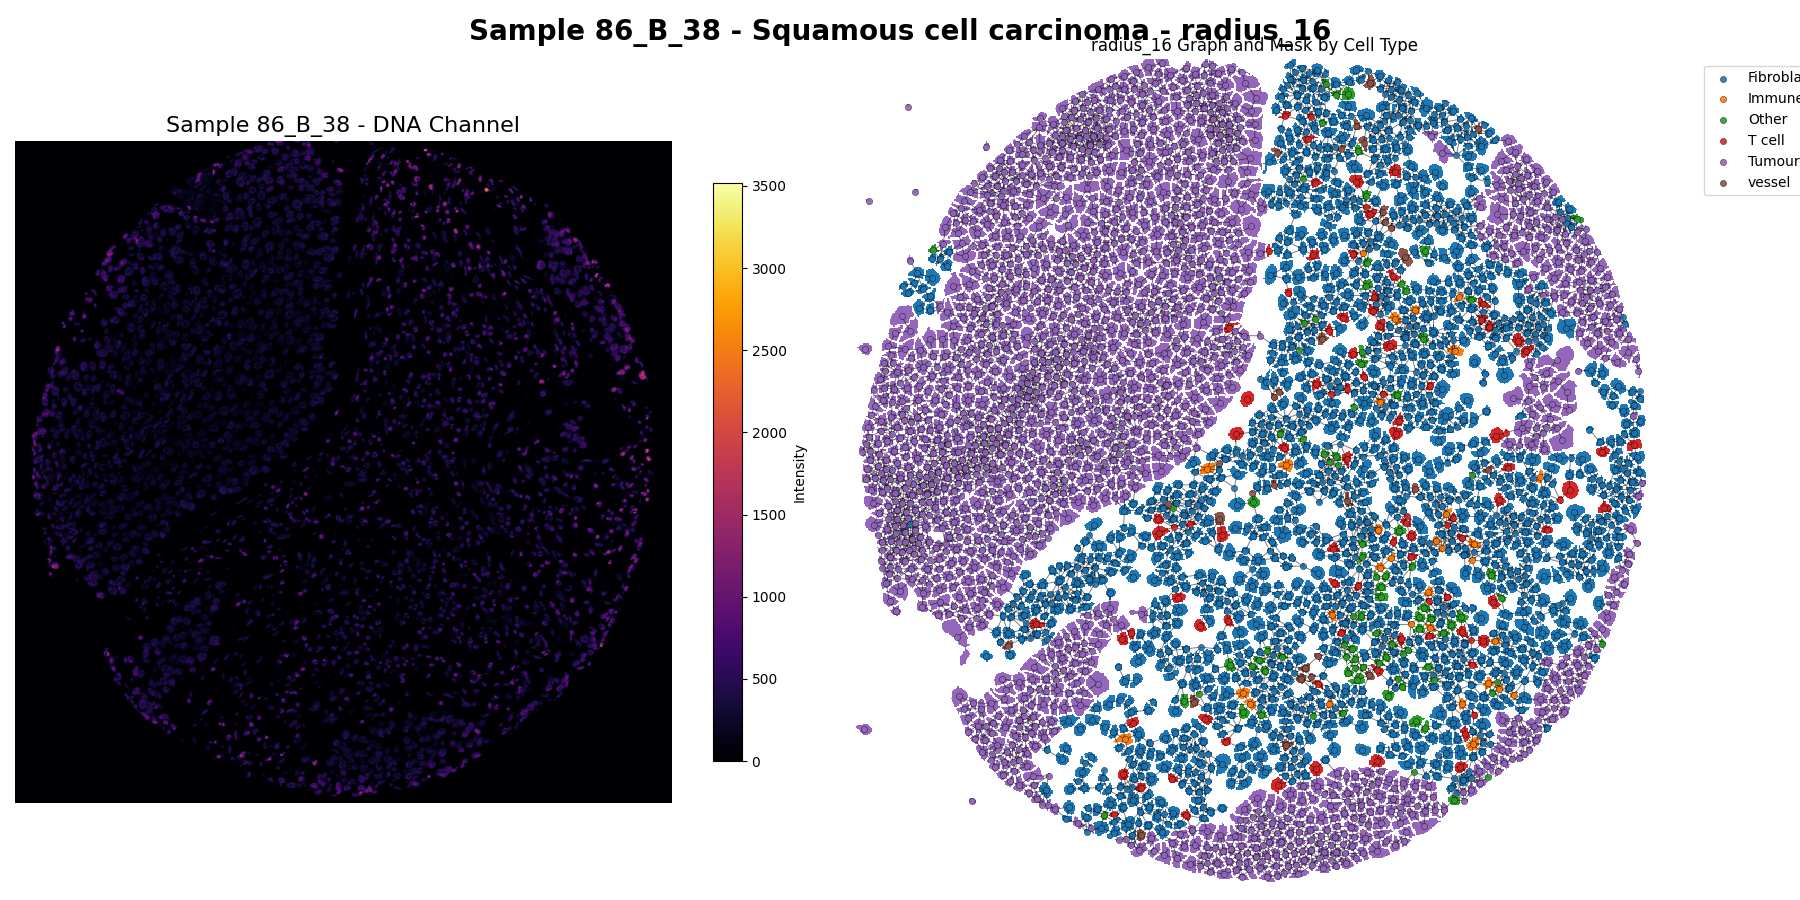 Sample 86_B_38 - Squamous cell carcinoma - radius_16
radius_16 Graph and Mask by Cell Type
Sample 86_B_38 - DNA Channel
3500
3000
2500
2000
1500
1000
500
0
Intensity
Fibrobla
Immune
Other
T cell
Tumour
vessel